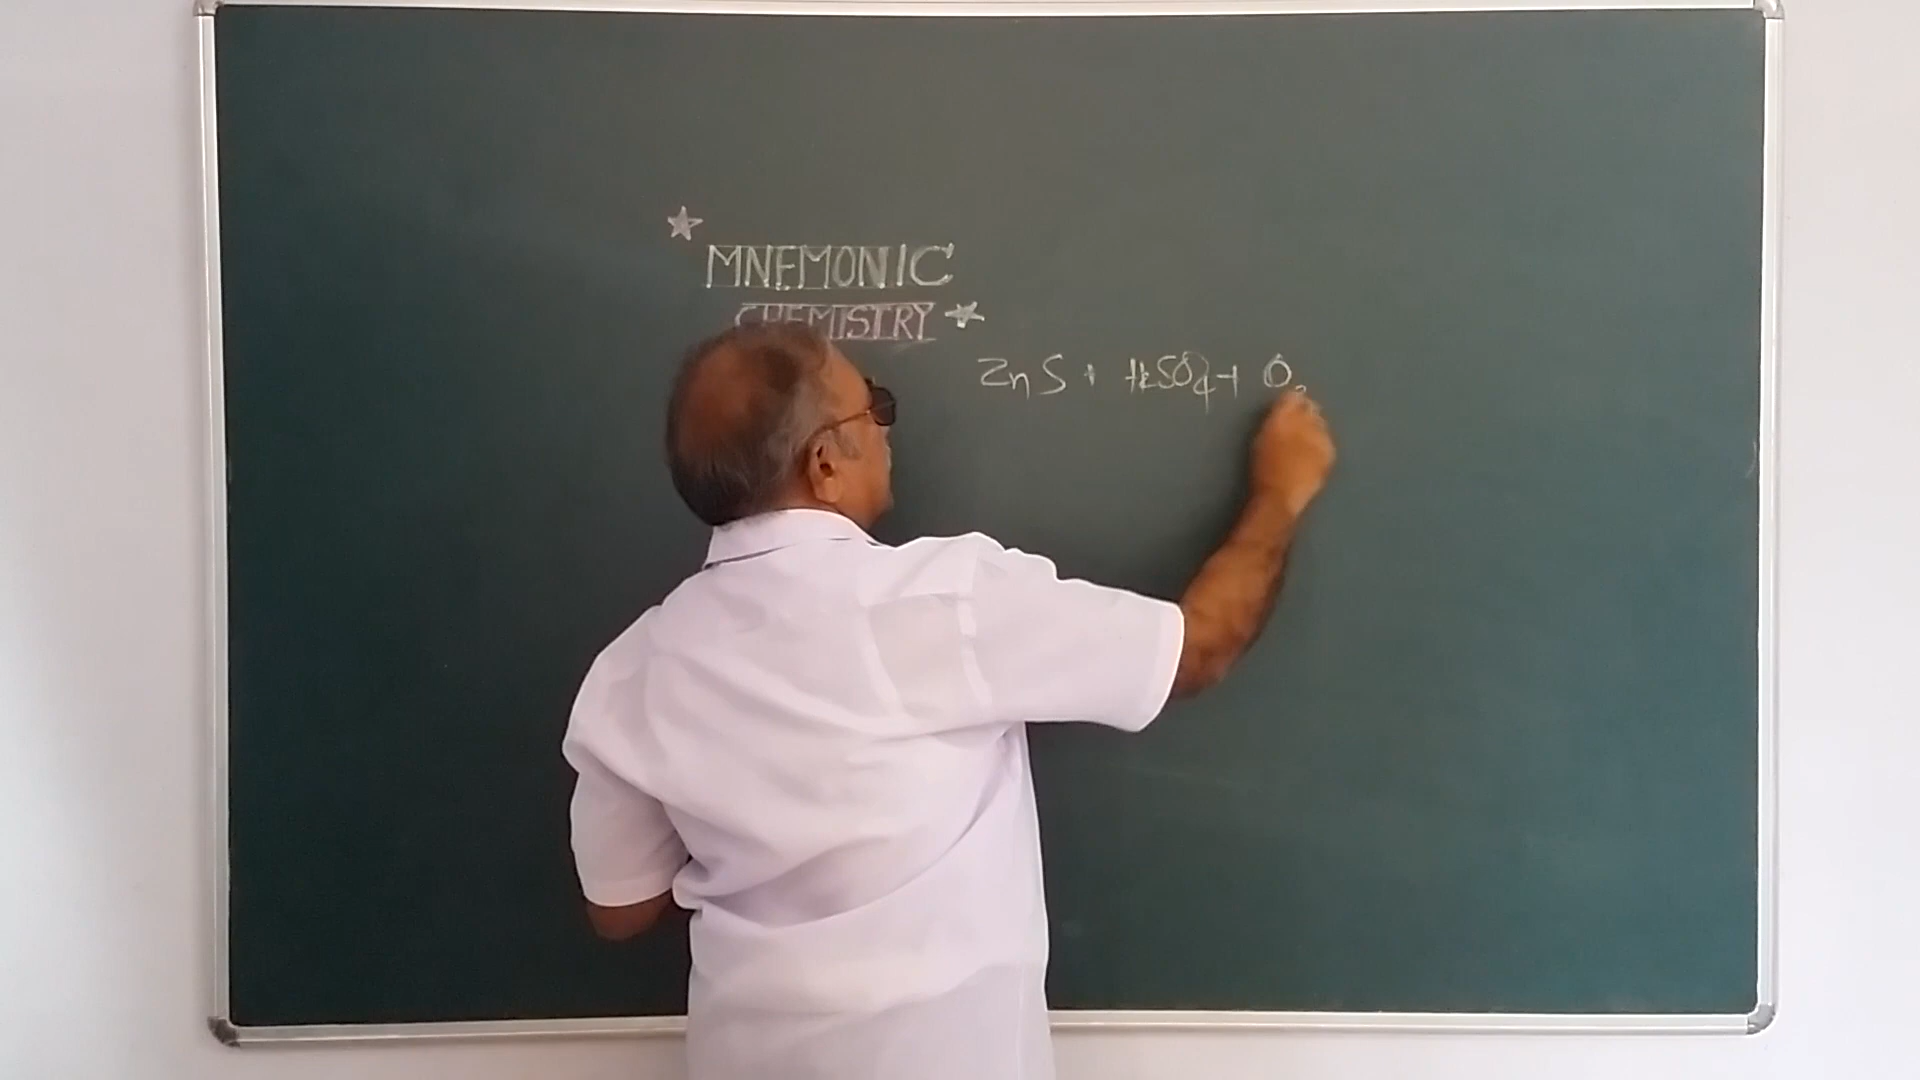 MNEMONIC
CHEMISTRY
ZnS + H2SO4 + O2